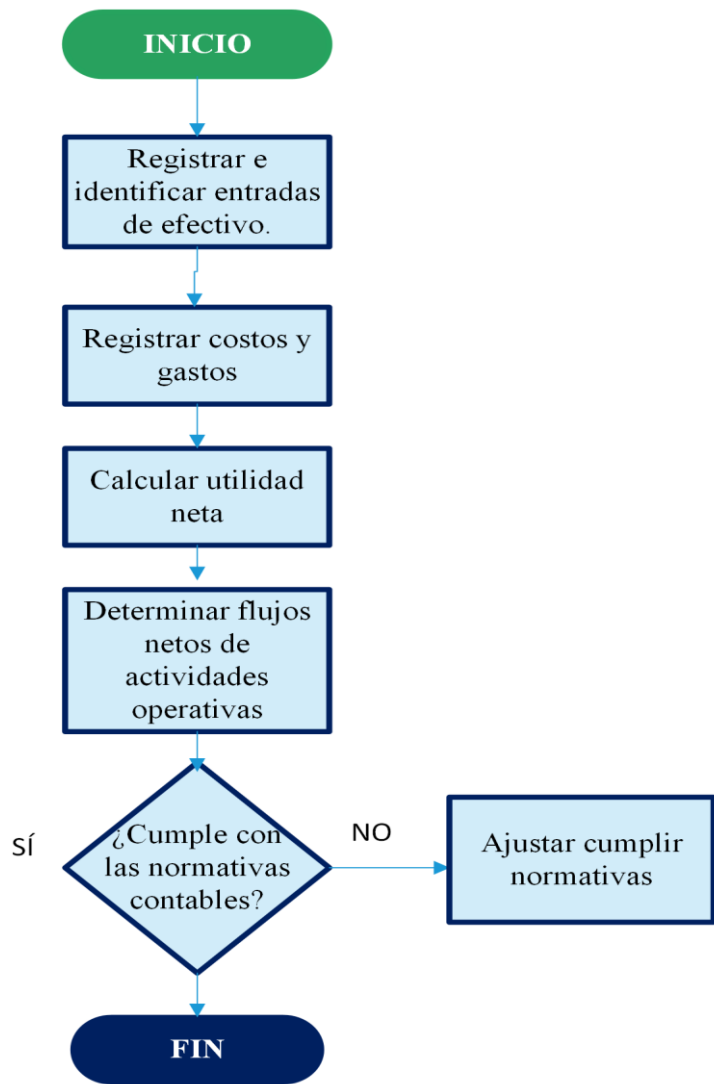 INICIO
Registrar e
identificar entradas
de efectivo.
Registrar costos y
gastos
Calcular utilidad
neta
Determinar flujos
netos de
actividades
operativas
SÍ
¿Cumple con
las normativas
contables?
NO
Ajustar cumplir
normativas
FIN